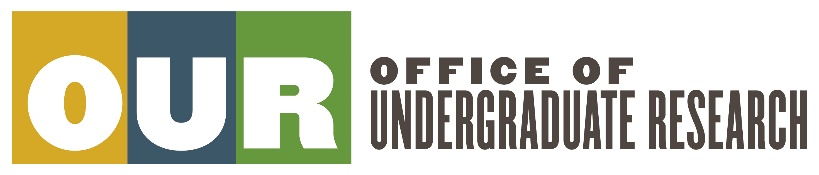 OUR
OFFICE OF
UNDERGRADUATE RESEARCH